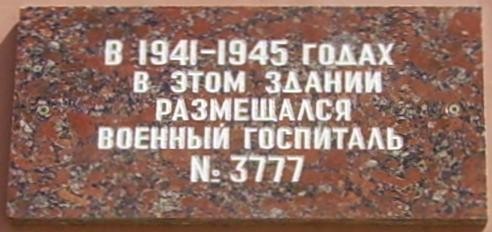 В 1941-1945 ГОДАХ
В ЭТОМ ЗДАНИИ
РАЗМЕЩАЛСЯ
ВОЕННЫЙ ГОСПИТАЛЬ
№ 3777